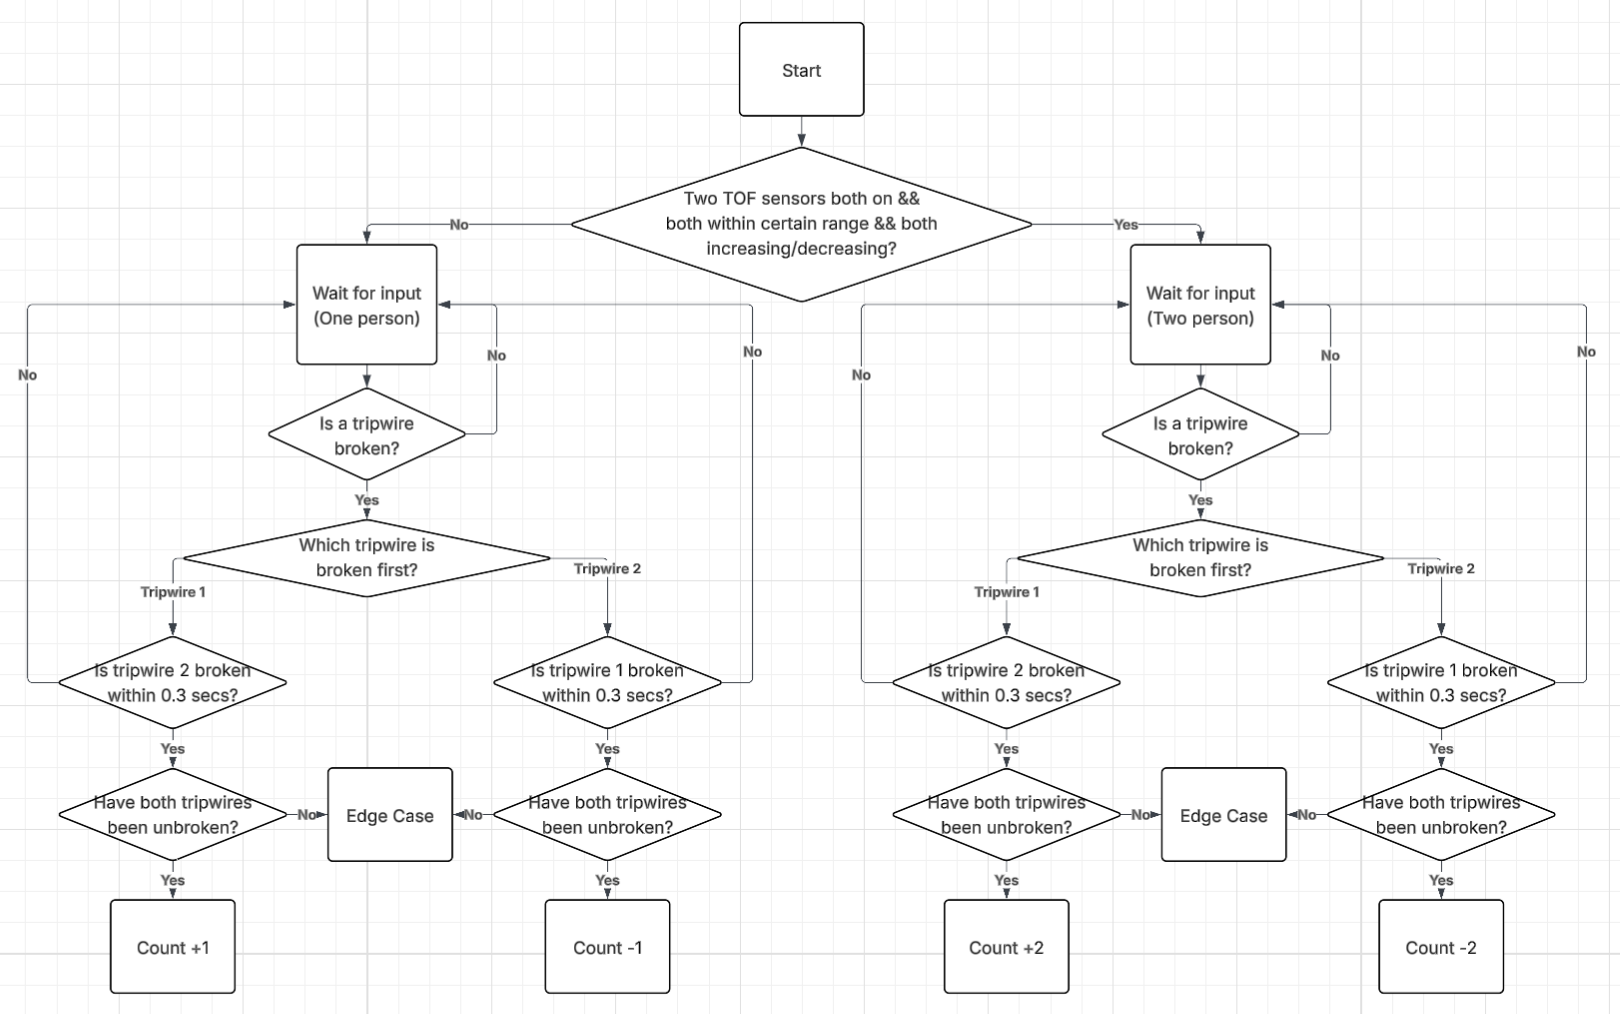 Start
Two TOF sensors both on &&
both within certain range && both
increasing/decreasing?
No
Yes
Wait for input
(One person)
Wait for input
(Two person)
No
No
No
No
No
No
Is a tripwire
broken?
Is a tripwire
broken?
Yes
Yes
Which tripwire is
broken first?
Which tripwire is
broken first?
Tripwire 1
Tripwire 2
Tripwire 1
Tripwire 2
Is tripwire 2 broken
within 0.3 secs?
Is tripwire 1 broken
within 0.3 secs?
Is tripwire 2 broken
within 0.3 secs?
Is tripwire 1 broken
within 0.3 secs?
Yes
Yes
Yes
Yes
Have both tripwires
been unbroken?
No
Edge Case
No
Have both tripwires
been unbroken?
Have both tripwires
been unbroken?
No
Edge Case
No
Have both tripwires
been unbroken?
Yes
Yes
Yes
Yes
Count +1
Count -1
Count +2
Count -2